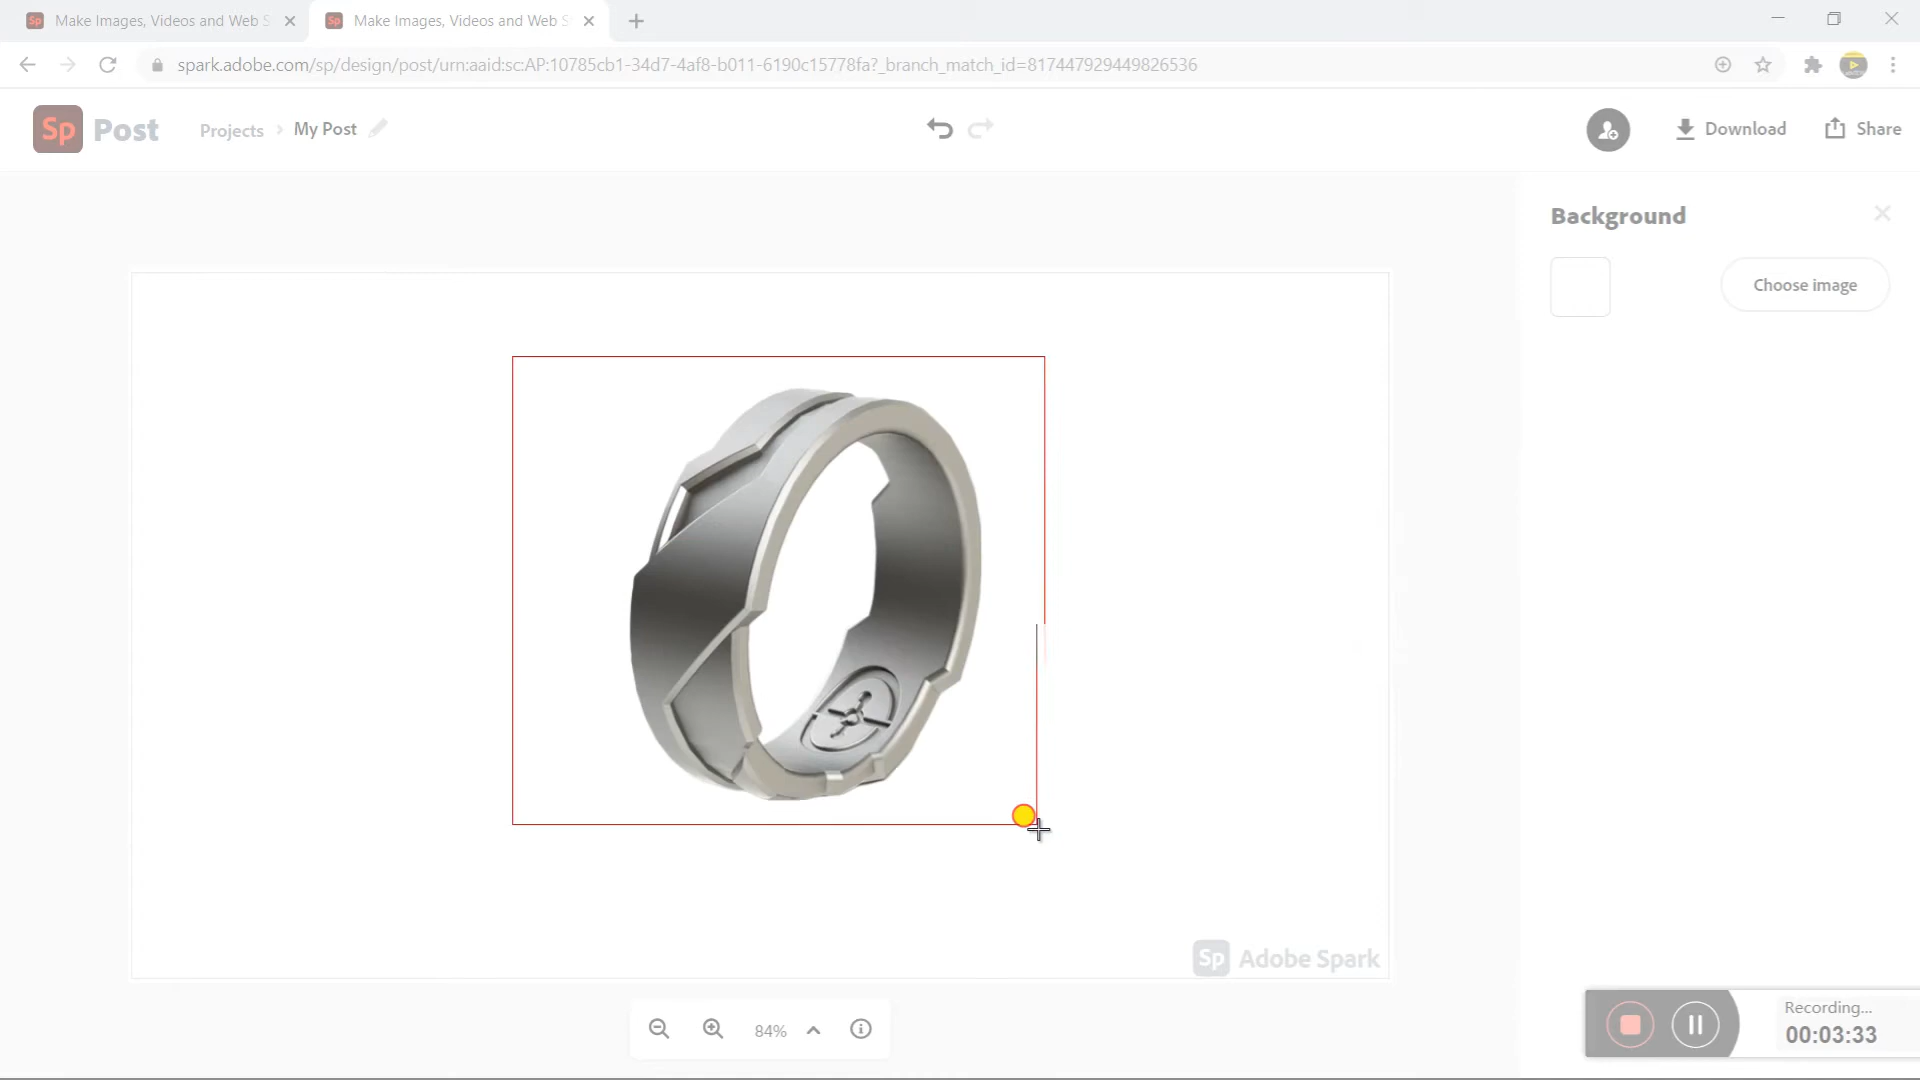 Make Images, Videos and Web S
Make Images, Videos and Web S
spark.adobe.com/sp/design/post/urn:aaid:sc:AP:10785cb1-34d7-4af8-b011-6190c15778fa?_branch_match_id=817447929449826536
Sp Post Projects My Post Download Share
Background
Choose image
Sp Adobe Spark
84%
Recording...
00:03:33